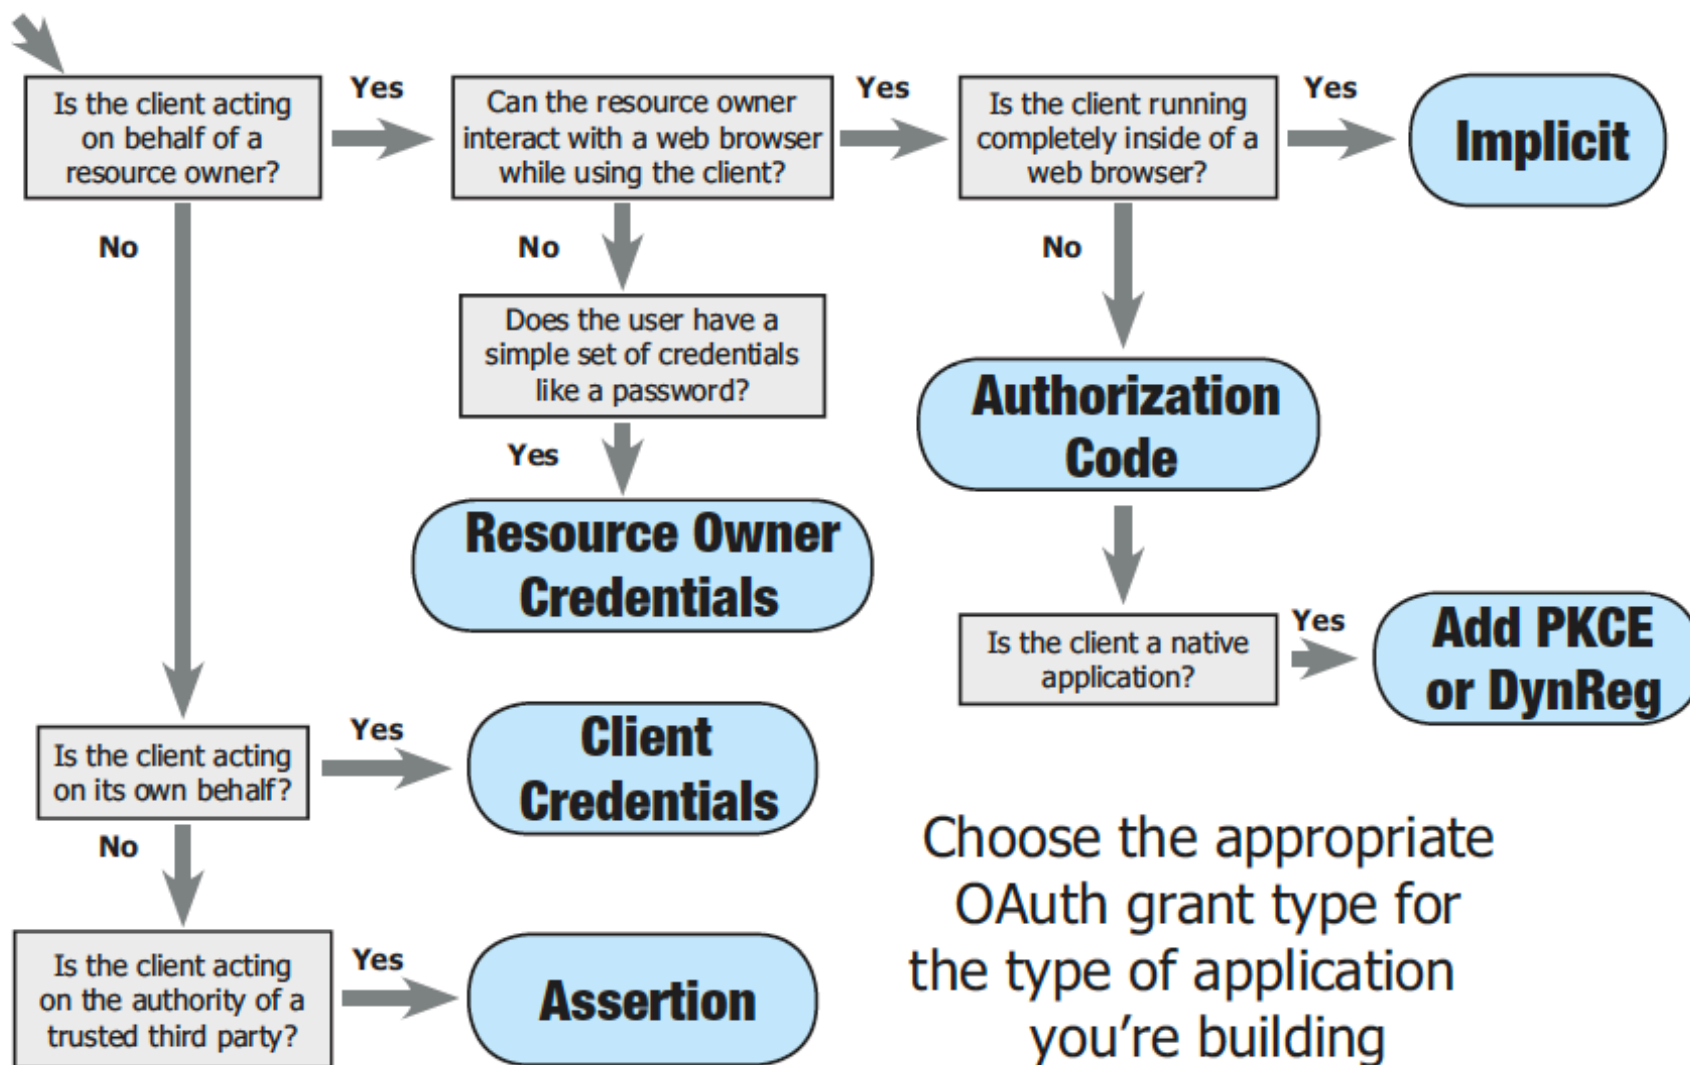 Is the client acting
on behalf of a
resource owner?
Yes
Can the resource owner
interact with a web browser
while using the client?
Yes
Is the client running
completely inside of a
web browser?
Yes
Implicit
No
No
No
Does the user have a
simple set of credentials
like a password?
Yes
Resource Owner
Credentials
Authorization
Code
Is the client a native
application?
Yes
Add PKCE
or DynReg
Is the client acting
on its own behalf?
Yes
Client
Credentials
No
Is the client acting
on the authority of a
trusted third party?
Yes
Assertion
Choose the appropriate
OAuth grant type for
the type of application
you’re building